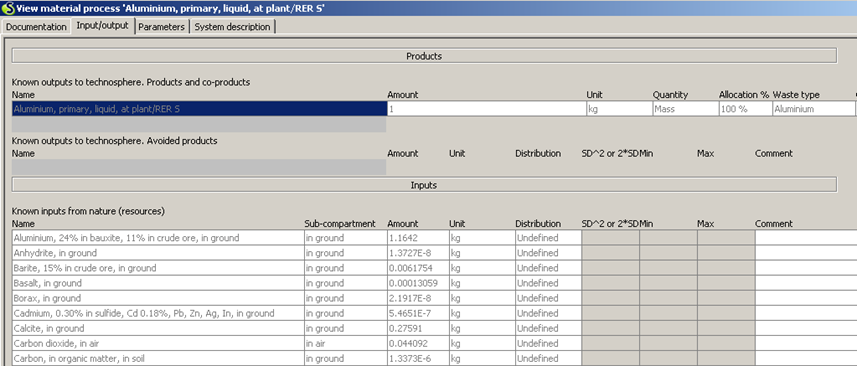 View material process 'Aluminium, primary, liquid, at plant/RER S'
Documentation Input/output Parameters System description
Products
Known outputs to technosphere. Products and co-products
Name Amount Unit Quantity Allocation % Waste type
Aluminium, primary, liquid, at plant/RER S 1 kg Mass 100 % Aluminium
Known outputs to technosphere. Avoided products
Name Amount Unit Distribution SD^2 or 2*SD Min Max Comment
Inputs
Known inputs from nature (resources)
Name Sub-compartment Amount Unit Distribution SD^2 or 2*SD Min Max Comment
Aluminium, 24% in bauxite, 11% in crude ore, in ground in ground 1.1642 kg Undefined
Anhydrite, in ground in ground 1.3727E-8 kg Undefined
Barite, 15% in crude ore, in ground in ground 0.0061754 kg Undefined
Basalt, in ground in ground 0.00013059 kg Undefined
Borax, in ground in ground 2.1917E-8 kg Undefined
Cadmium, 0.30% in sulfide, Cd 0.18%, Pb, Zn, Ag, In, in ground in ground 5.4651E-7 kg Undefined
Calcite, in ground in ground 0.27591 kg Undefined
Carbon dioxide, in air in air 0.044092 kg Undefined
Carbon, in organic matter, in soil in ground 1.3373E-6 kg Undefined